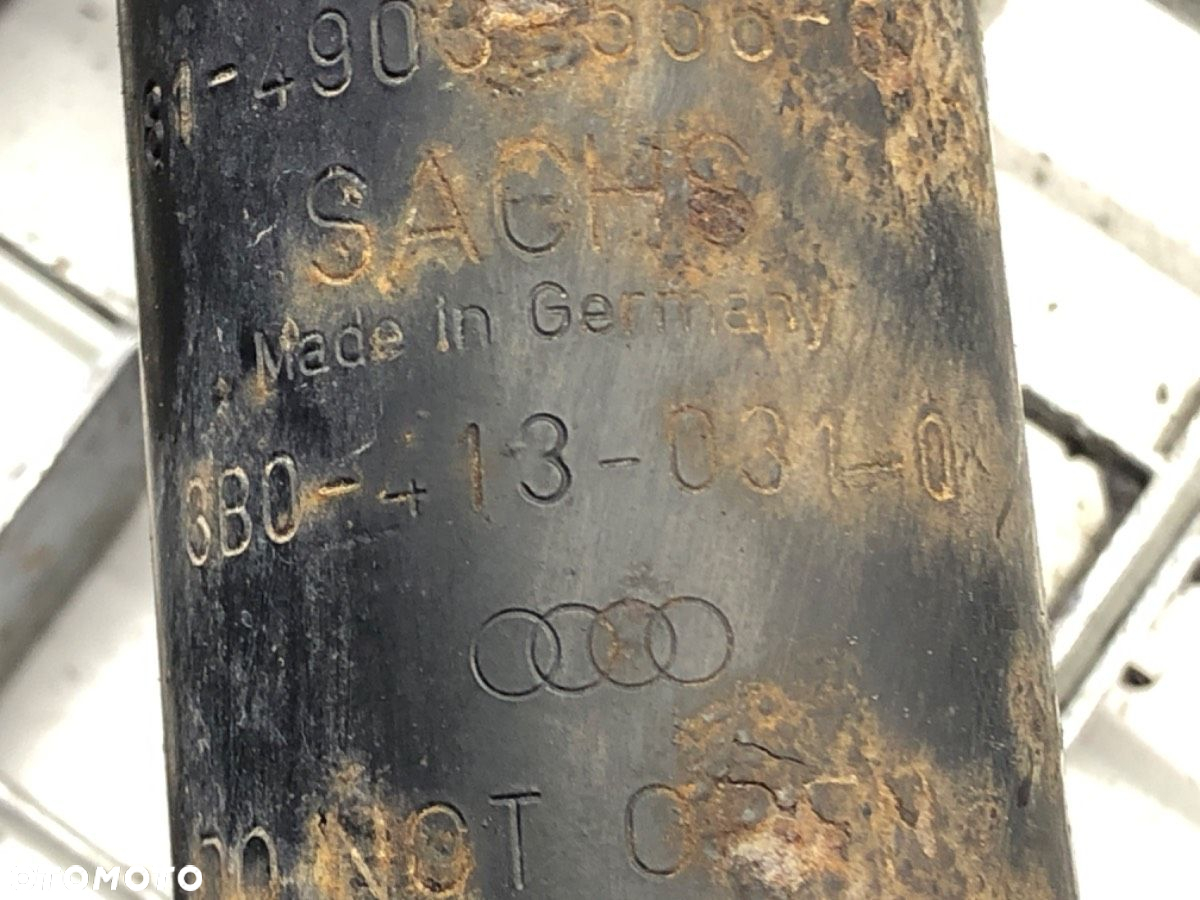 SACHS
Made in Germany
8B0-413-031-0
DO NOT OPEN
OTOMOTO